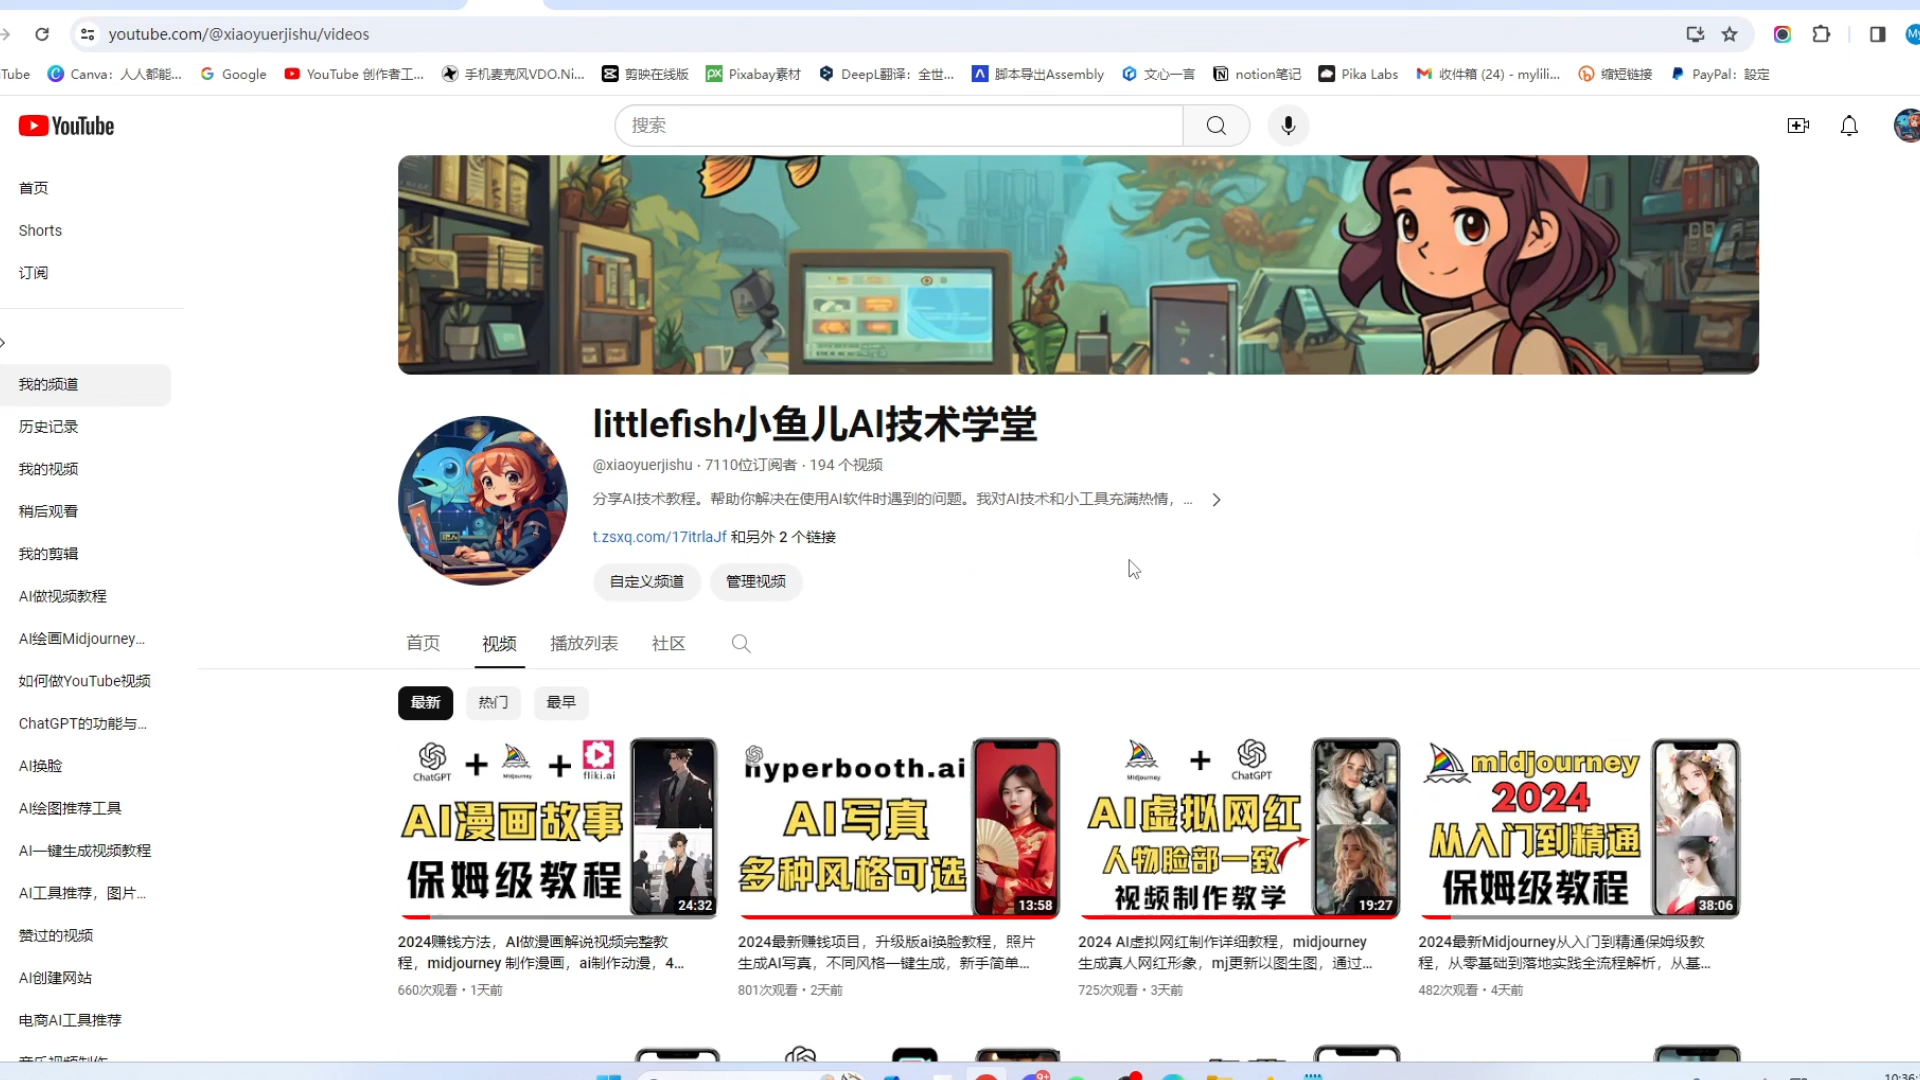 youtube.com/@xiaoyuerjishu/videos
Tube
Canva：人人都能...
Google
YouTube 创作者工...
手机麦克风VDO.Ni...
剪映在线版
Pixabay素材
DeepL翻译：全世...
脚本导出Assembly
文心一言
notion笔记
Pika Labs
收件箱 (24) - mylili...
缩短链接
PayPal：設定
YouTube
搜索
首页
Shorts
订阅
我的频道
历史记录
我的视频
稍后观看
我的剪辑
AI做视频教程
AI绘画Midjourney...
如何做YouTube视频
ChatGPT的功能与...
AI换脸
AI绘图推荐工具
AI一键生成视频教程
AI工具推荐，图片...
赞过的视频
AI创建网站
电商AI工具推荐
音乐视频制作
littlefish小鱼儿AI技术学堂
@xiaoyuerjishu · 7110位订阅者 · 194 个视频
分享AI技术教程。帮助你解决在使用AI软件时遇到的问题。我对AI技术和小工具充满热情，...
t.zsxq.com/17itrlaJf 和另外 2 个链接
自定义频道
管理视频
首页
视频
播放列表
社区
最新
热门
最早
ChatGPT + Midjourney + fliki.ai
AI漫画故事
保姆级教程
24:32
hyperbooth.ai
AI写真
多种风格可选
13:58
Midjourney + ChatGPT
AI虚拟网红
人物脸部一致
视频制作教学
19:27
midjourney
2024
从入门到精通
保姆级教程
38:06
2024赚钱方法，AI做漫画解说视频完整教
程，midjourney 制作漫画，ai制作动漫，4...
660次观看 • 1天前
2024最新赚钱项目，升级版ai换脸教程，照片
生成AI写真，不同风格一键生成，新手简单...
801次观看 • 2天前
2024 AI虚拟网红制作详细教程，midjourney
生成真人网红形象，mj更新以图生图，通过...
725次观看 • 3天前
2024最新Midjourney从入门到精通保姆级教
程，从零基础到落地实践全流程解析，从基...
482次观看 • 4天前